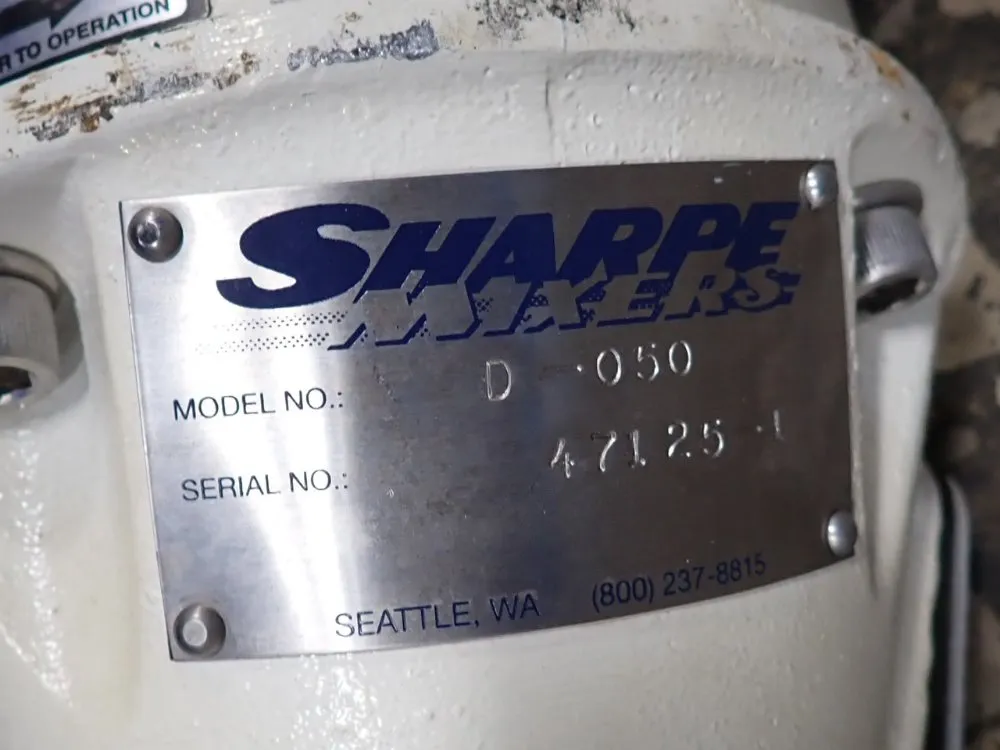 R TO OPERATION
SHARPE
MIXERS
MODEL NO.: D-·050
SERIAL NO.: 47125-1
SEATTLE, WA (800) 237-8815